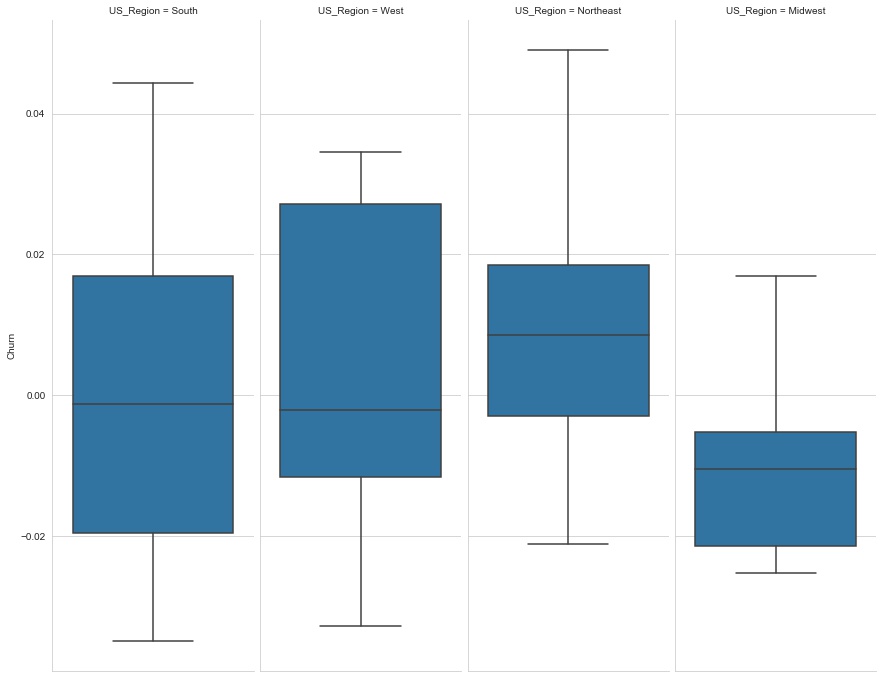 US_Region = South
US_Region = West
US_Region = Northeast
US_Region = Midwest
0.04
0.02
0.00
−0.02
Churn